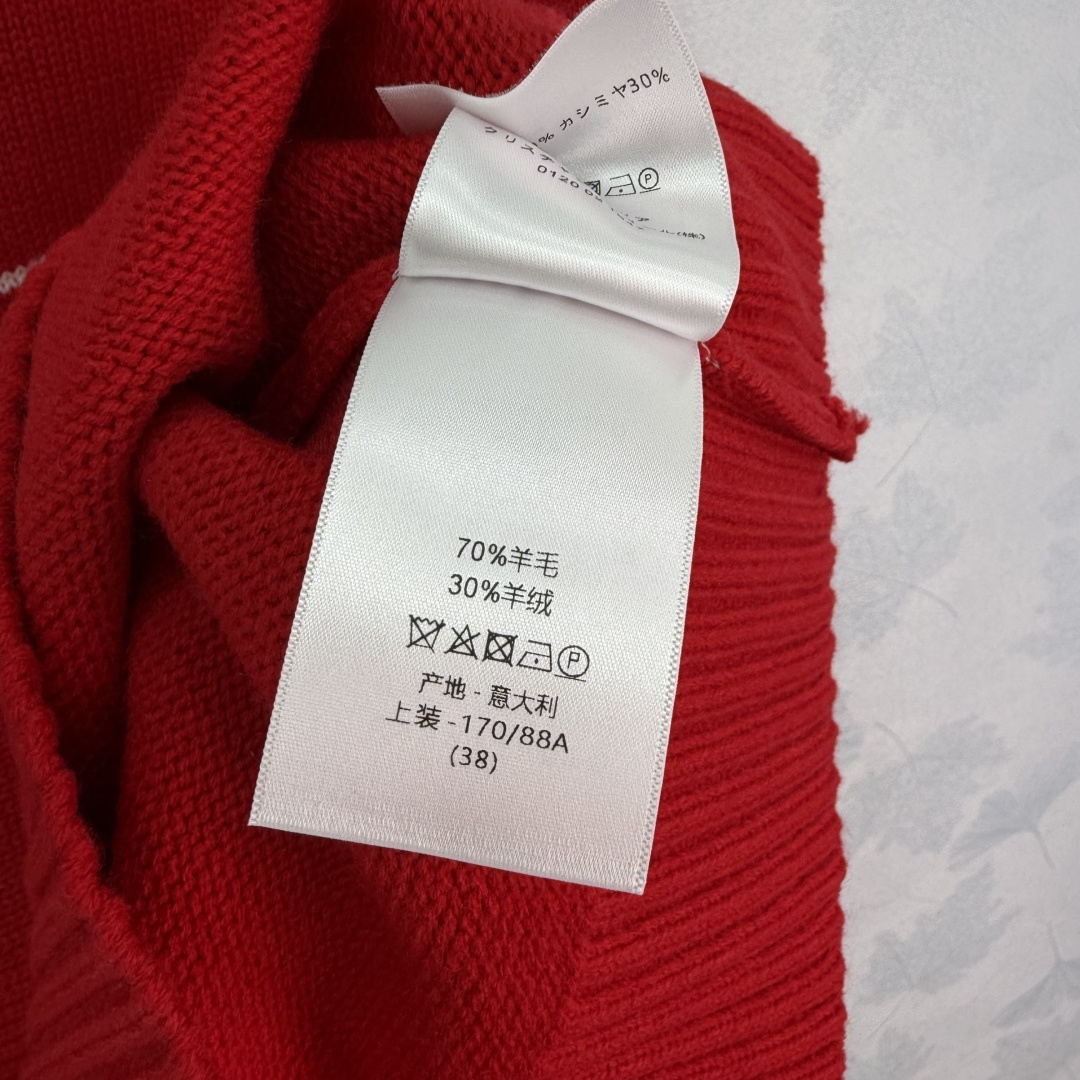 カシミヤ30%
0120
70%羊毛
30%羊绒
P
产地 - 意大利
上装 - 170/88A
(38)